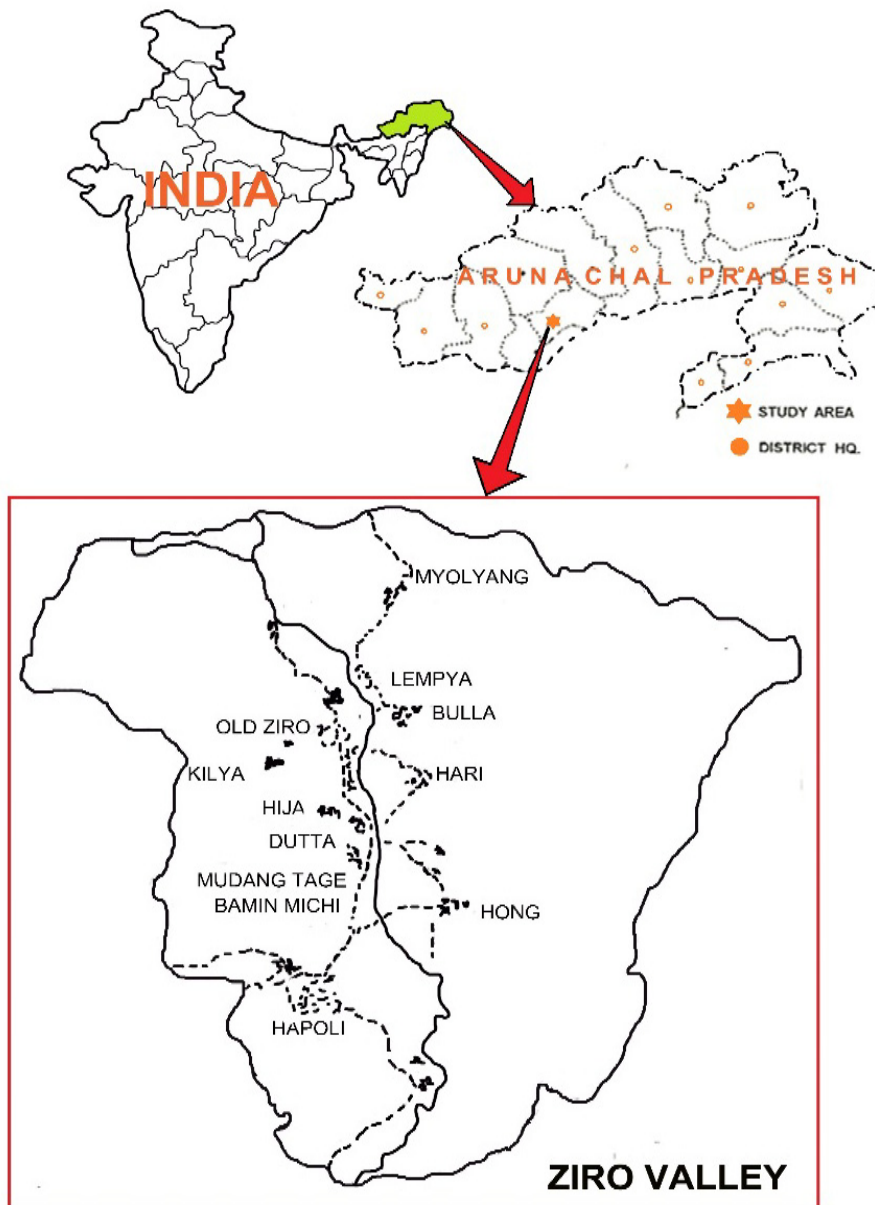 INDIA
ARUNACHAL PRADESH
STUDY AREA
DISTRICT HQ.
MYOLYANG
LEMPYA
BULLA
OLD ZIRO
KILYA
HARI
HIJA
DUTTA
MUDANG TAGE
BAMIN MICHI
HONG
HAPOLI
ZIRO VALLEY